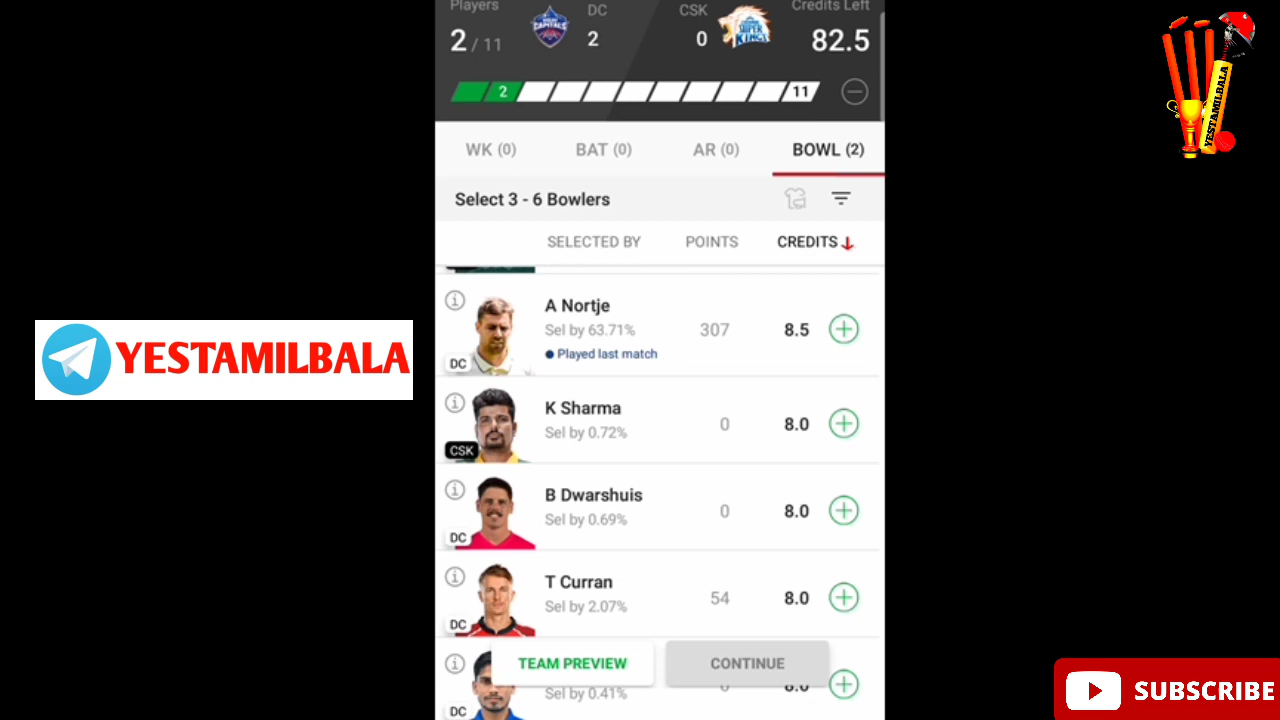 Players
DC
CSK
Credits Left
2 / 11
2
0
82.5
2
11
WK (0)
BAT (0)
AR (0)
BOWL (2)
Select 3 - 6 Bowlers
SELECTED BY
POINTS
CREDITS
A Nortje
Sel by 63.71%
307
8.5
Played last match
DC
K Sharma
Sel by 0.72%
0
8.0
CSK
B Dwarshuis
Sel by 0.69%
0
8.0
DC
T Curran
Sel by 2.07%
54
8.0
DC
TEAM PREVIEW
CONTINUE
Sel by 0.41%
DC
YESTAMILBALA
YESTAMILBALA
SUBSCRIBE
CAPITALS
SUPER
KINGS